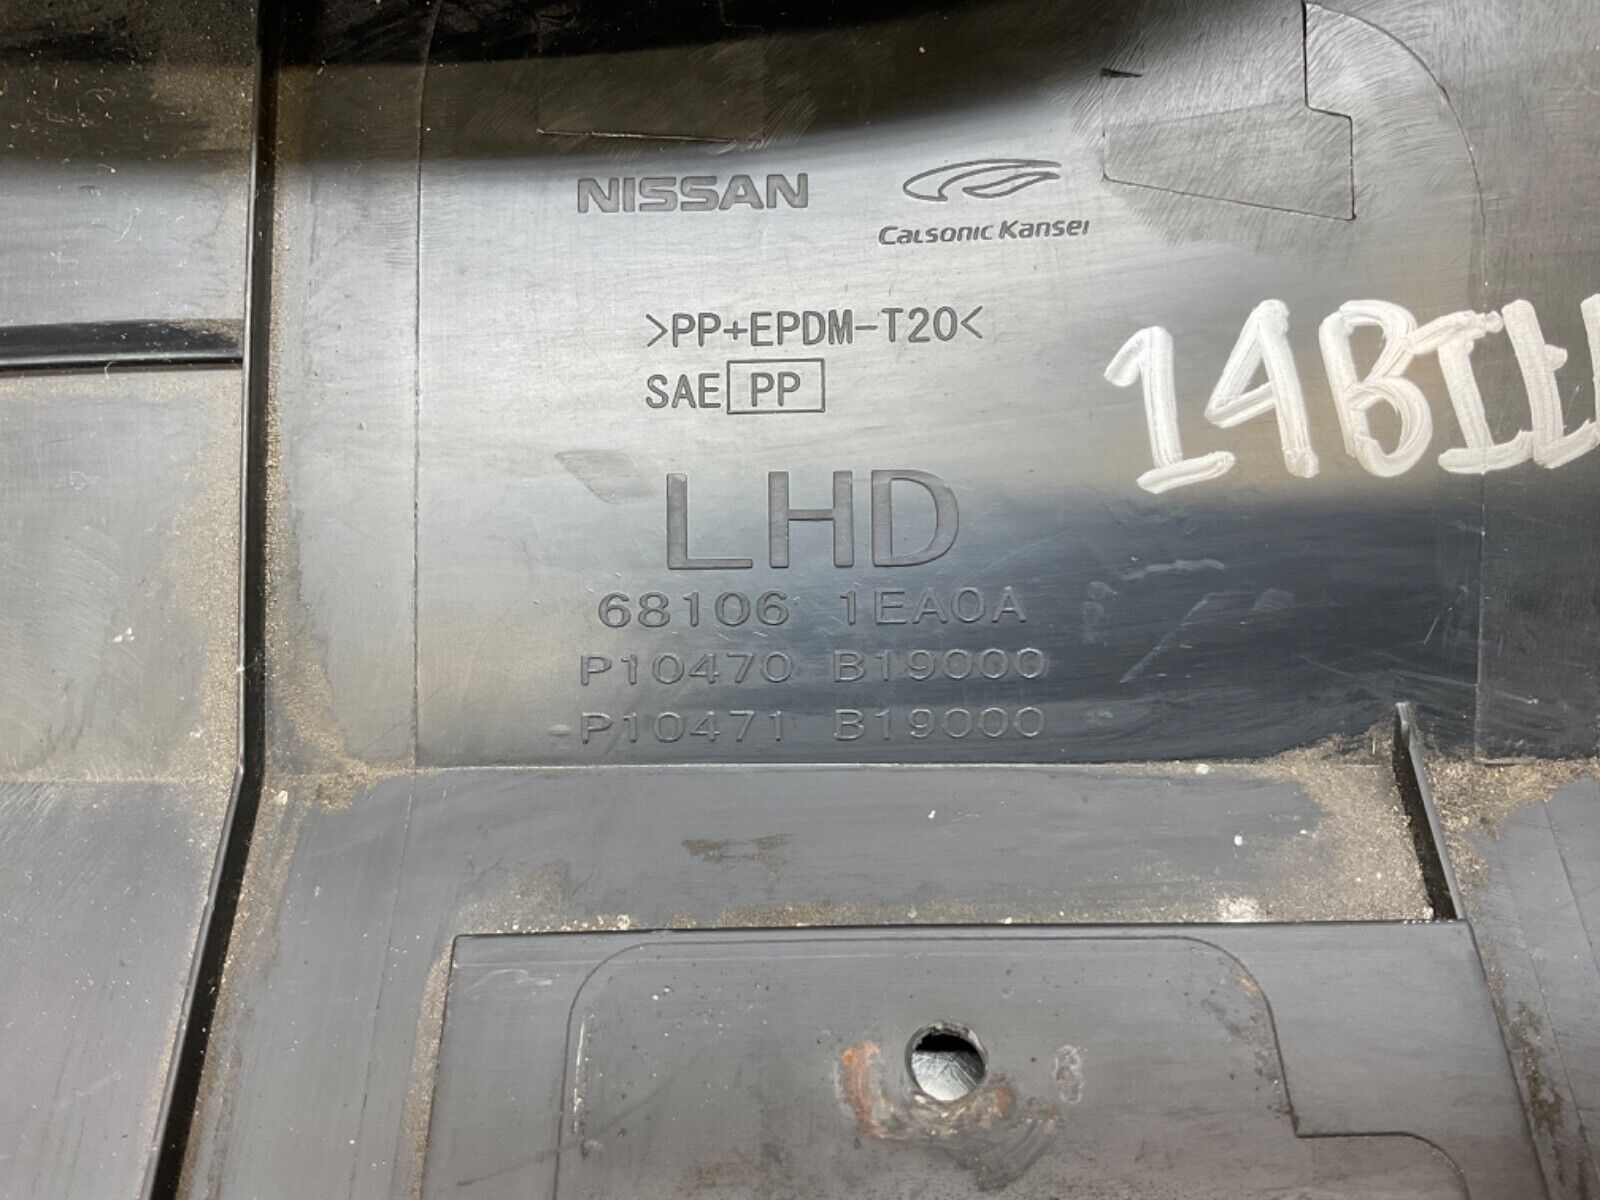 NISSAN
CALSONIC KANSEI
>PP+EPDM-T20<
SAE PP
LHD
68106 1EA0A
P10470 B19000
P10471 B19000